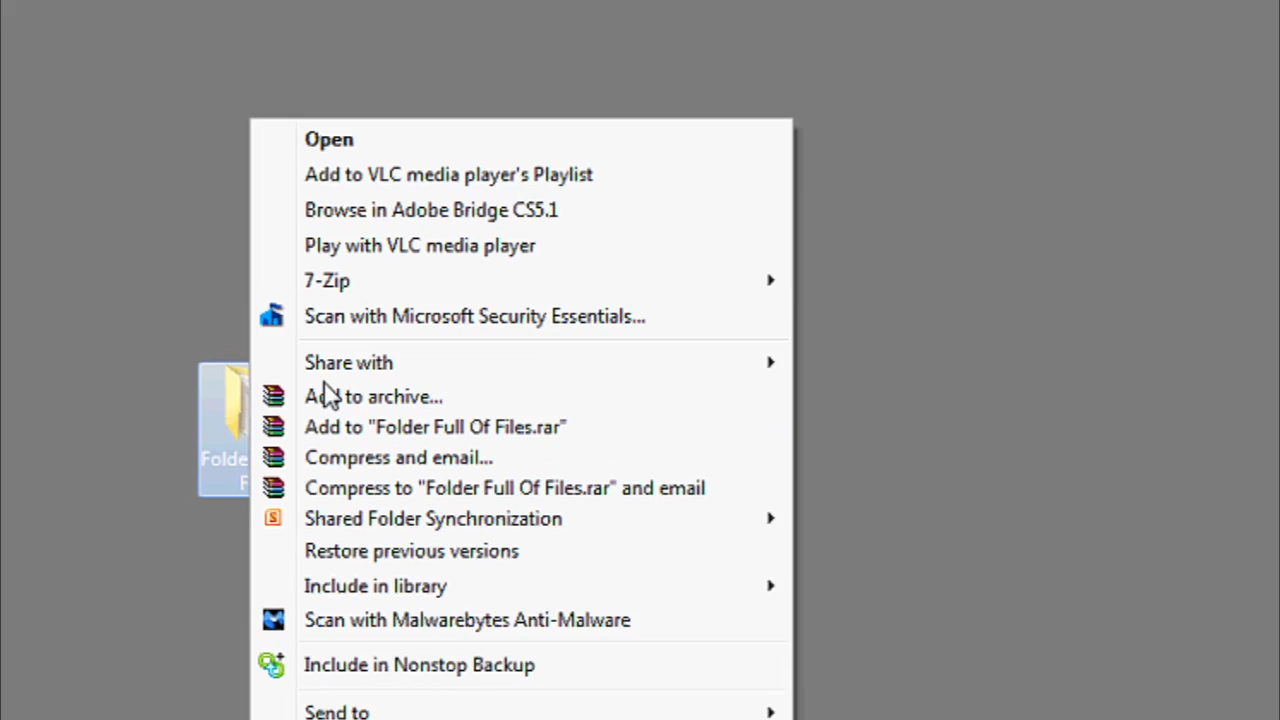 Open
Add to VLC media player's Playlist
Browse in Adobe Bridge CS5.1
Play with VLC media player
7-Zip
Scan with Microsoft Security Essentials...
Share with
Add to archive...
Add to "Folder Full Of Files.rar"
Compress and email...
Compress to "Folder Full Of Files.rar" and email
Folde
F
Shared Folder Synchronization
Restore previous versions
Include in library
Scan with Malwarebytes Anti-Malware
Include in Nonstop Backup
Send to